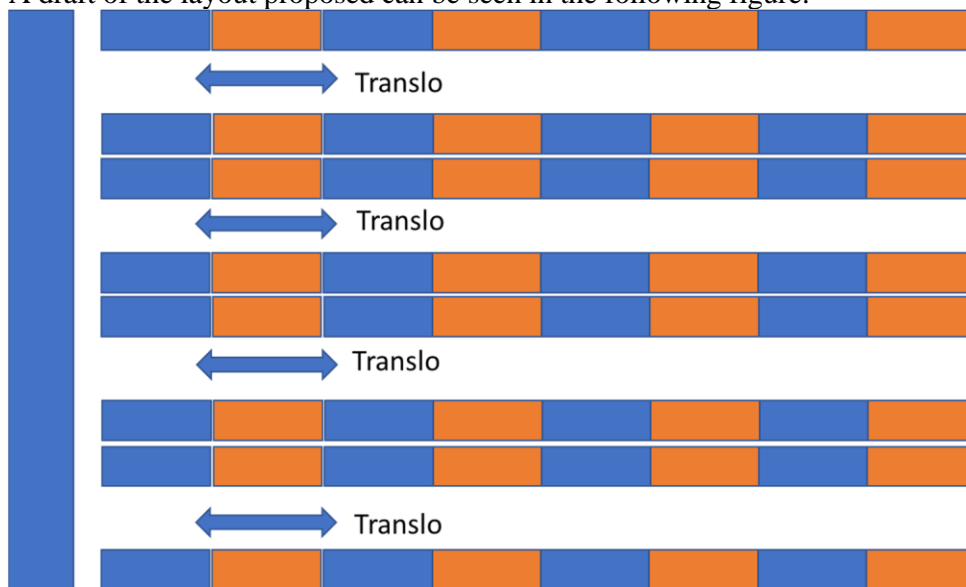 A draft of the layout proposed can be seen in the following figure:
Translo
Translo
Translo
Translo